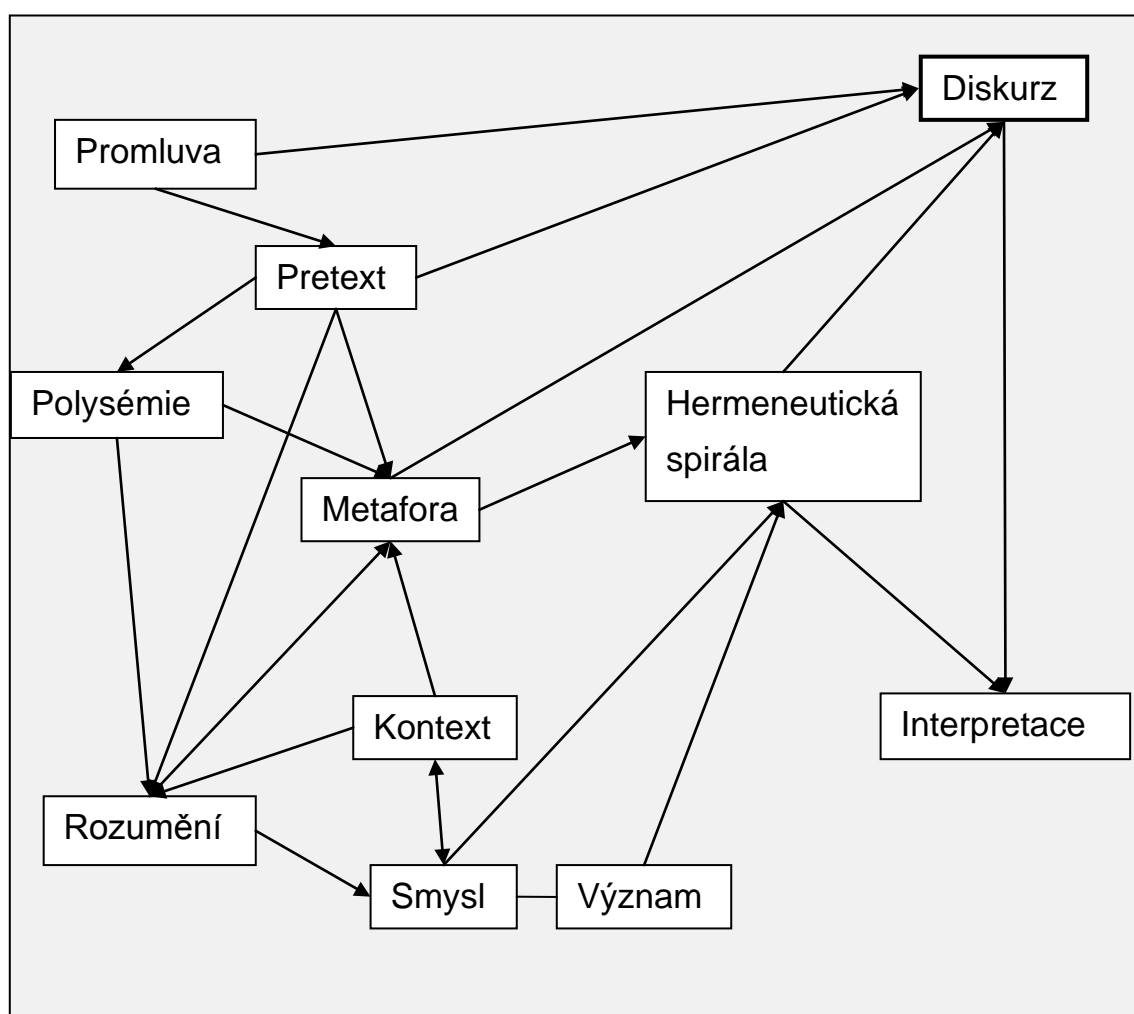 Diskurz
Promluva
Pretext
Polysémie
Hermeneutická
spirála
Metafora
Kontext
Interpretace
Rozumění
Smysl
Význam